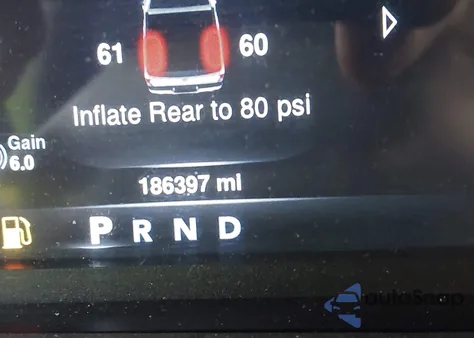 61 60
Inflate Rear to 80 psi
Gain
6.0
186397 mi
P R N D
autoSnap